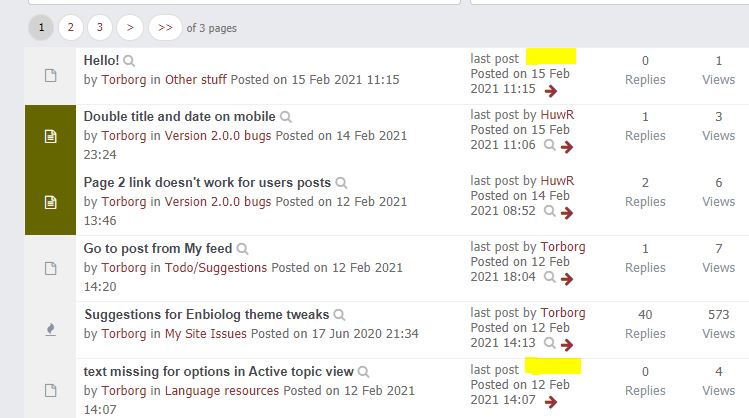 1 2 3 > >> of 3 pages
Hello!
by Torborg in Other stuff Posted on 15 Feb 2021 11:15
last post
Posted on 15 Feb
2021 11:15
0
Replies
1
Views
Double title and date on mobile
by Torborg in Version 2.0.0 bugs Posted on 14 Feb 2021
23:24
last post by HuwR
Posted on 15 Feb
2021 11:06
1
Replies
3
Views
Page 2 link doesn't work for users posts
by Torborg in Version 2.0.0 bugs Posted on 12 Feb 2021
13:46
last post by HuwR
Posted on 14 Feb
2021 08:52
2
Replies
6
Views
Go to post from My feed
by Torborg in Todo/Suggestions Posted on 12 Feb 2021
14:20
last post by Torborg
Posted on 12 Feb
2021 18:04
1
Replies
7
Views
Suggestions for Enbiolog theme tweaks
by Torborg in My Site Issues Posted on 17 Jun 2020 21:34
last post by Torborg
Posted on 12 Feb
2021 14:13
40
Replies
573
Views
text missing for options in Active topic view
by Torborg in Language resources Posted on 12 Feb 2021
14:07
last post
Posted on 12 Feb
2021 14:07
0
Replies
4
Views